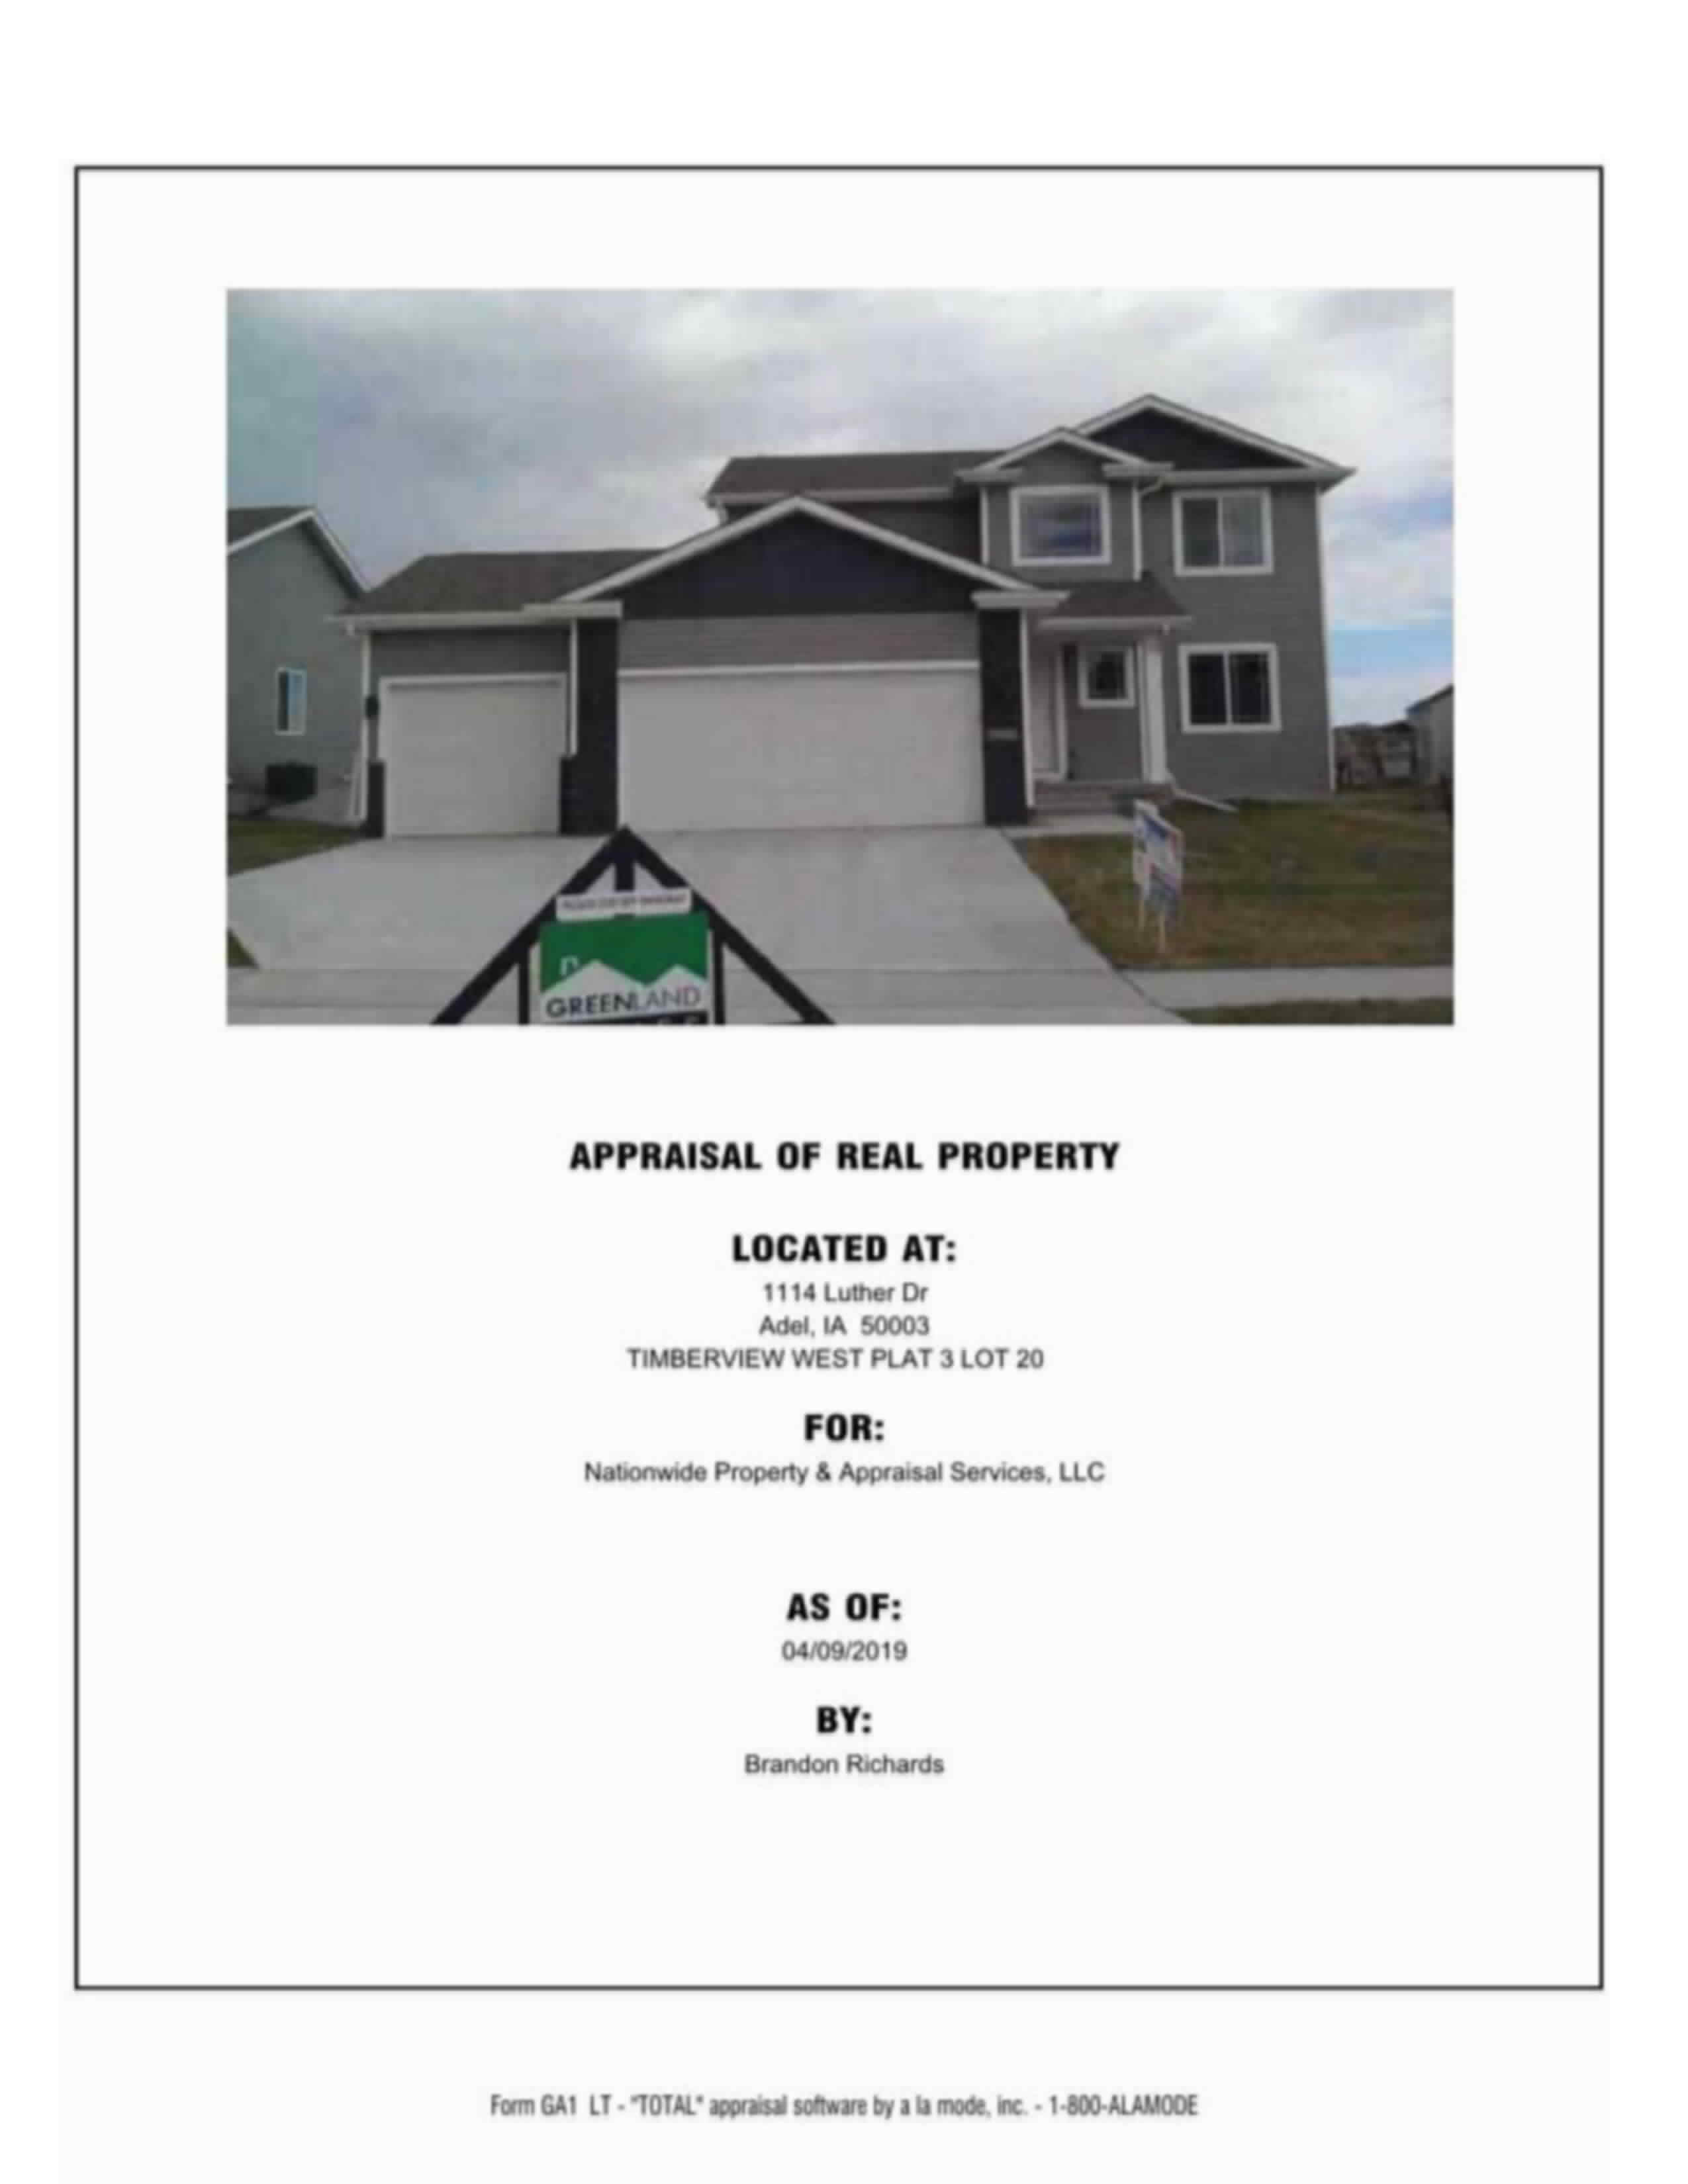 GREENLAND
APPRAISAL OF REAL PROPERTY
LOCATED AT:
1114 Luther Dr
Adel, IA 50003
TIMBERVIEW WEST PLAT 3 LOT 20
FOR:
Nationwide Property & Appraisal Services, LLC
AS OF:
04/09/2019
BY:
Brandon Richards
Form GA1 LT - "TOTAL" appraisal software by a la mode, inc. - 1-800-ALAMODE